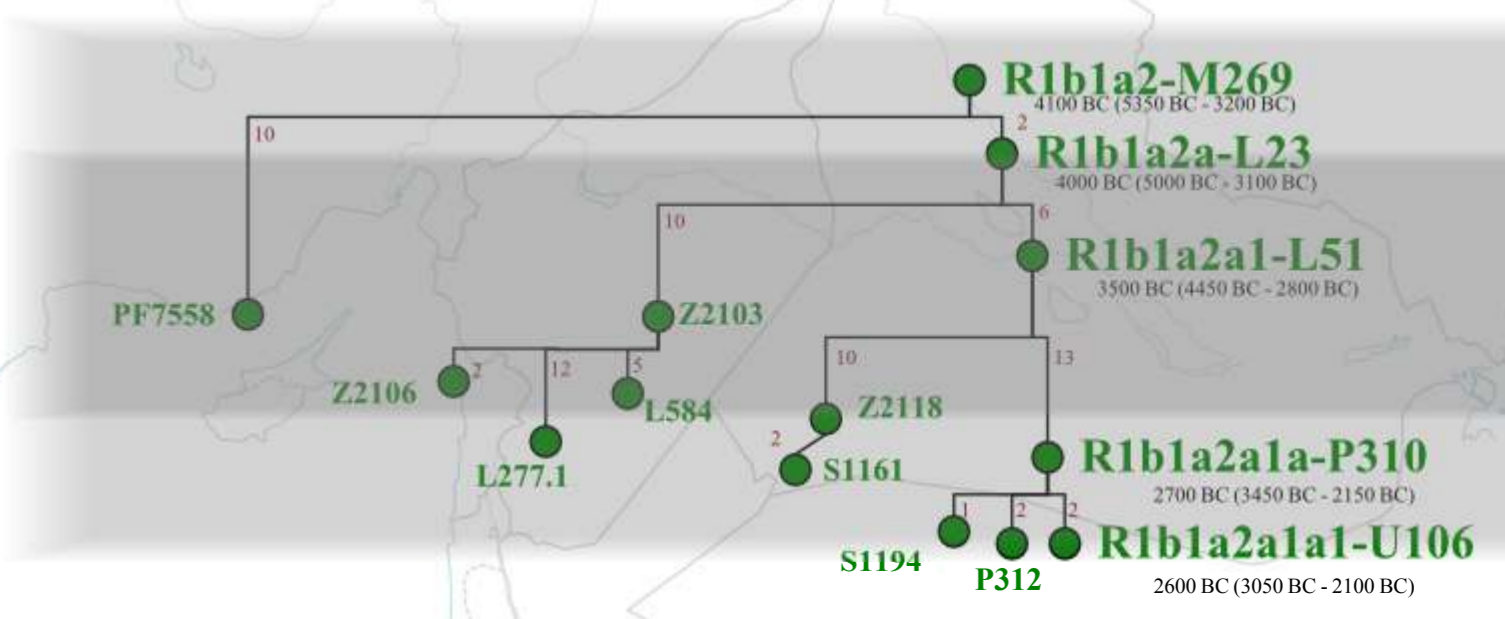 R1b1a2-M269
4100 BC (5350 BC - 3200 BC)
10
2
R1b1a2a-L23
4000 BC (5000 BC - 3100 BC)
10
6
R1b1a2a1-L51
3500 BC (4450 BC - 2800 BC)
PF7558
Z2103
Z2106
2
12
5
L584
10
13
Z2118
L277.1
2
S1161
R1b1a2a1a-P310
2700 BC (3450 BC - 2150 BC)
1
2
2
S1194
P312
R1b1a2a1a1-U106
2600 BC (3050 BC - 2100 BC)